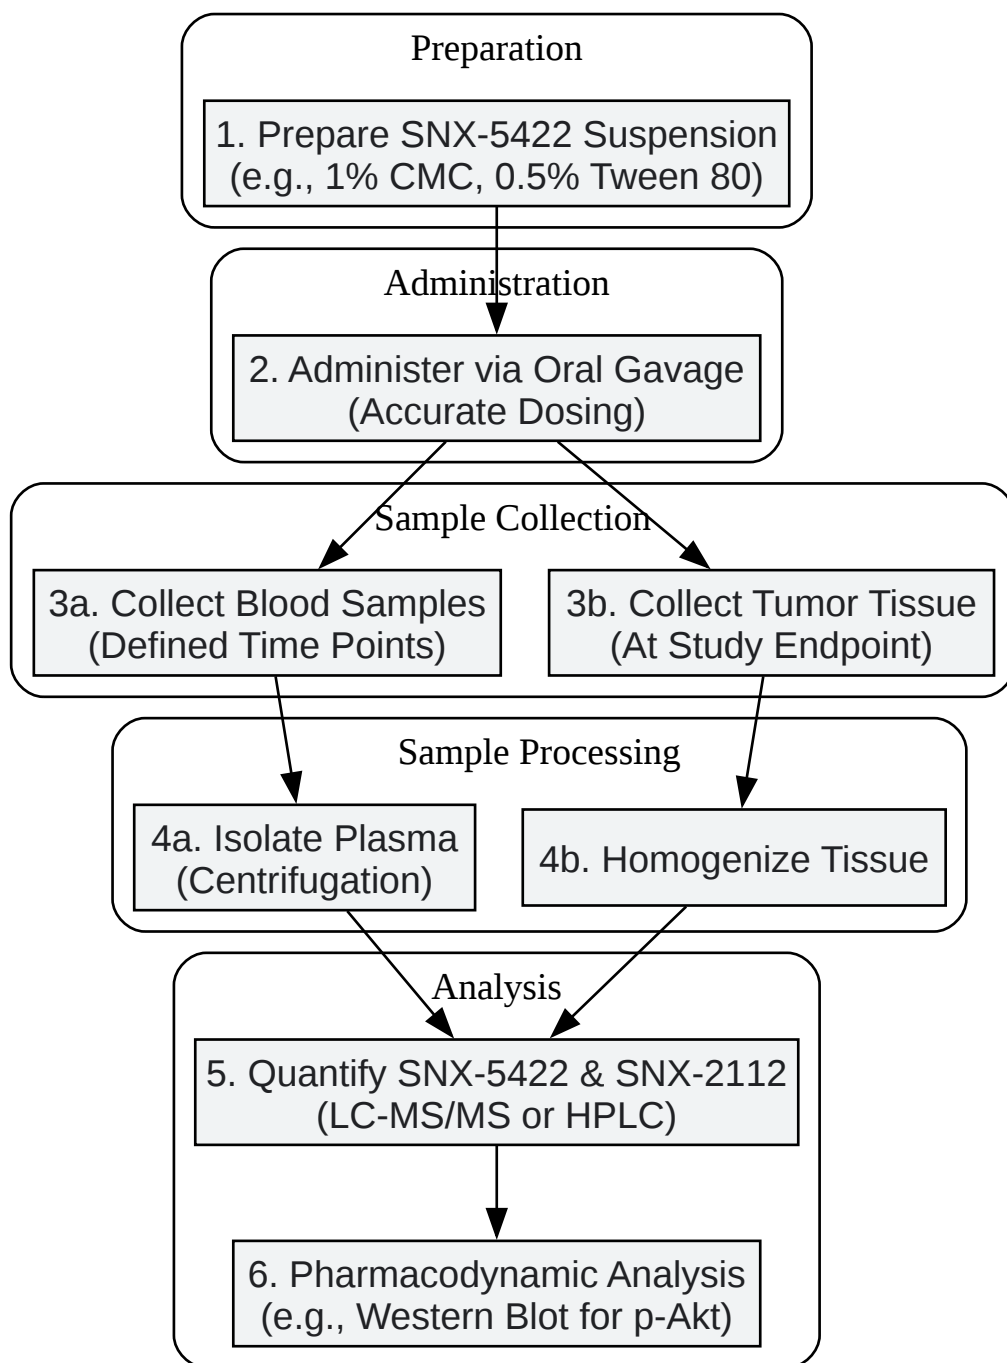 Preparation
1. Prepare SNX-5422 Suspension
(e.g., 1% CMC, 0.5% Tween 80)
Administration
2. Administer via Oral Gavage
(Accurate Dosing)
Sample Collection
3a. Collect Blood Samples
(Defined Time Points)
3b. Collect Tumor Tissue
(At Study Endpoint)
Sample Processing
4a. Isolate Plasma
(Centrifugation)
4b. Homogenize Tissue
Analysis
5. Quantify SNX-5422 & SNX-2112
(LC-MS/MS or HPLC)
6. Pharmacodynamic Analysis
(e.g., Western Blot for p-Akt)